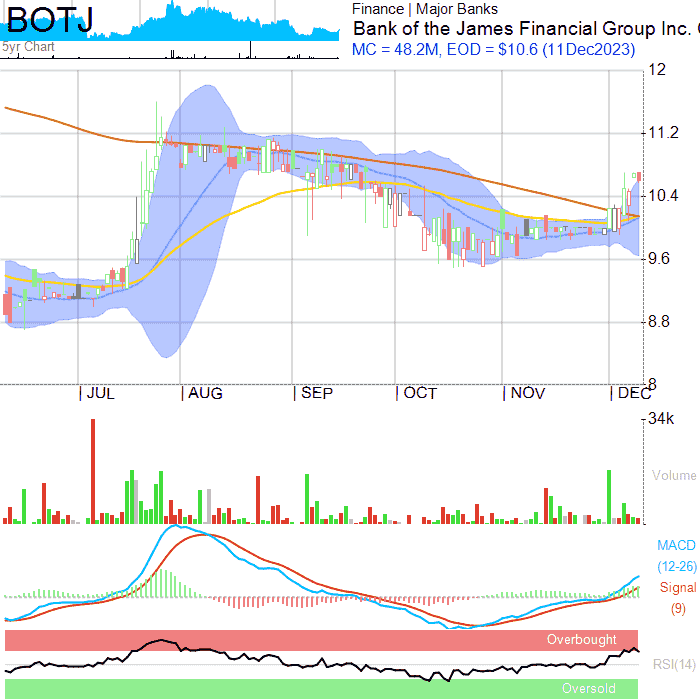 BOTJ
5yr Chart
Finance | Major Banks
Bank of the James Financial Group Inc. (
MC = 48.2M, EOD = $10.6 (11Dec2023)
12
11.2
10.4
9.6
8.8
8
JUL
AUG
SEP
OCT
NOV
DEC
34k
Volume
MACD
(12-26)
Signal
(9)
Overbought
RSI(14)
Oversold